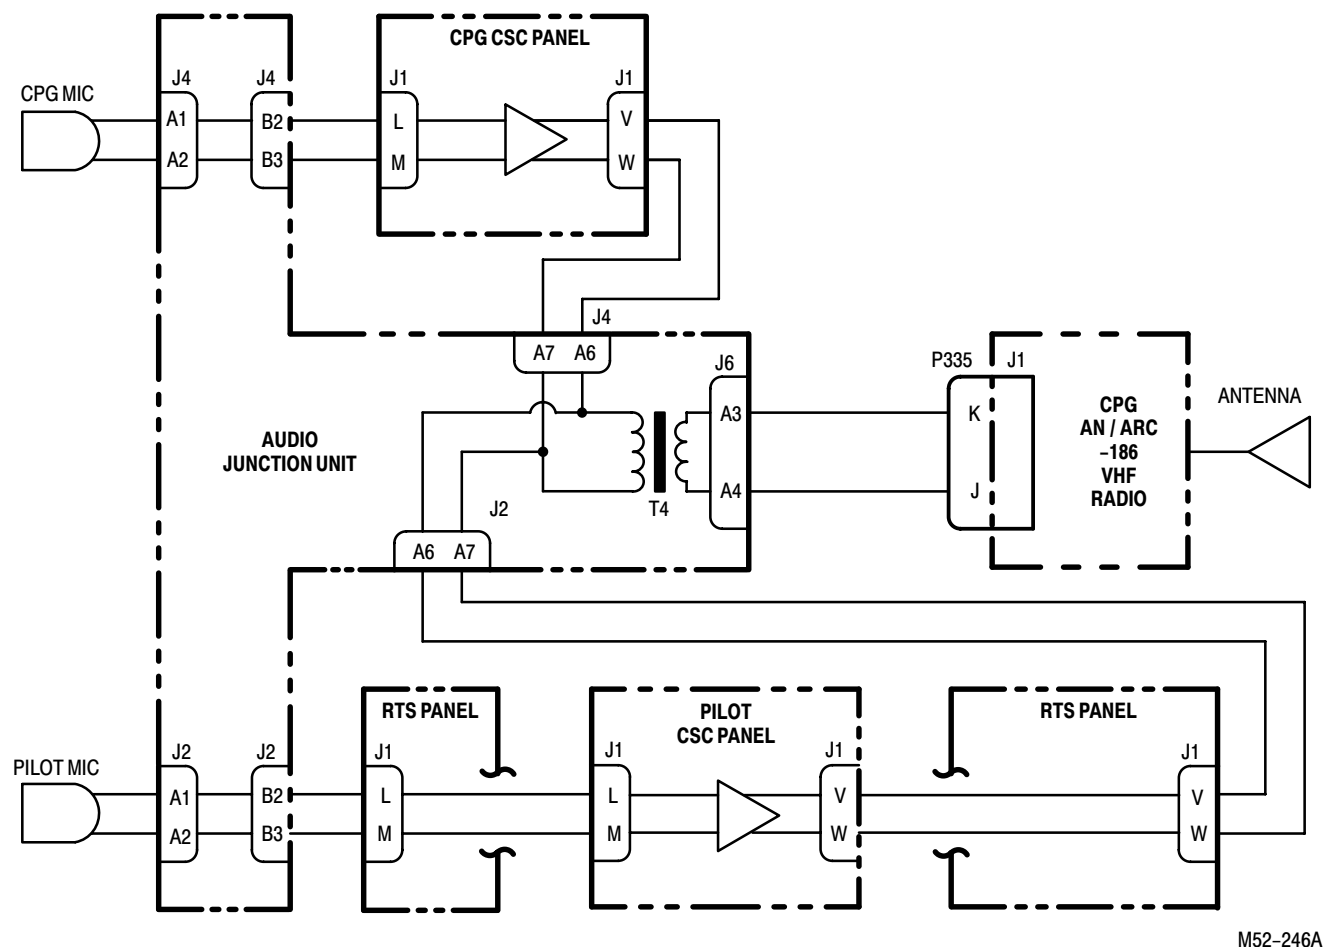 CPG CSC PANEL
J4
J4
J1
J1
CPG MIC
A1
B2
L
V
A2
B3
M
W
J4
A7
A6
J6
P335
J1
A3
K
CPG
AN / ARC
–186
VHF
RADIO
ANTENNA
AUDIO
JUNCTION UNIT
A4
J
T4
J2
A6
A7
RTS PANEL
PILOT
CSC PANEL
RTS PANEL
J2
J2
J1
J1
J1
J1
PILOT MIC
A1
B2
L
L
V
V
A2
B3
M
M
W
W
M52–246A